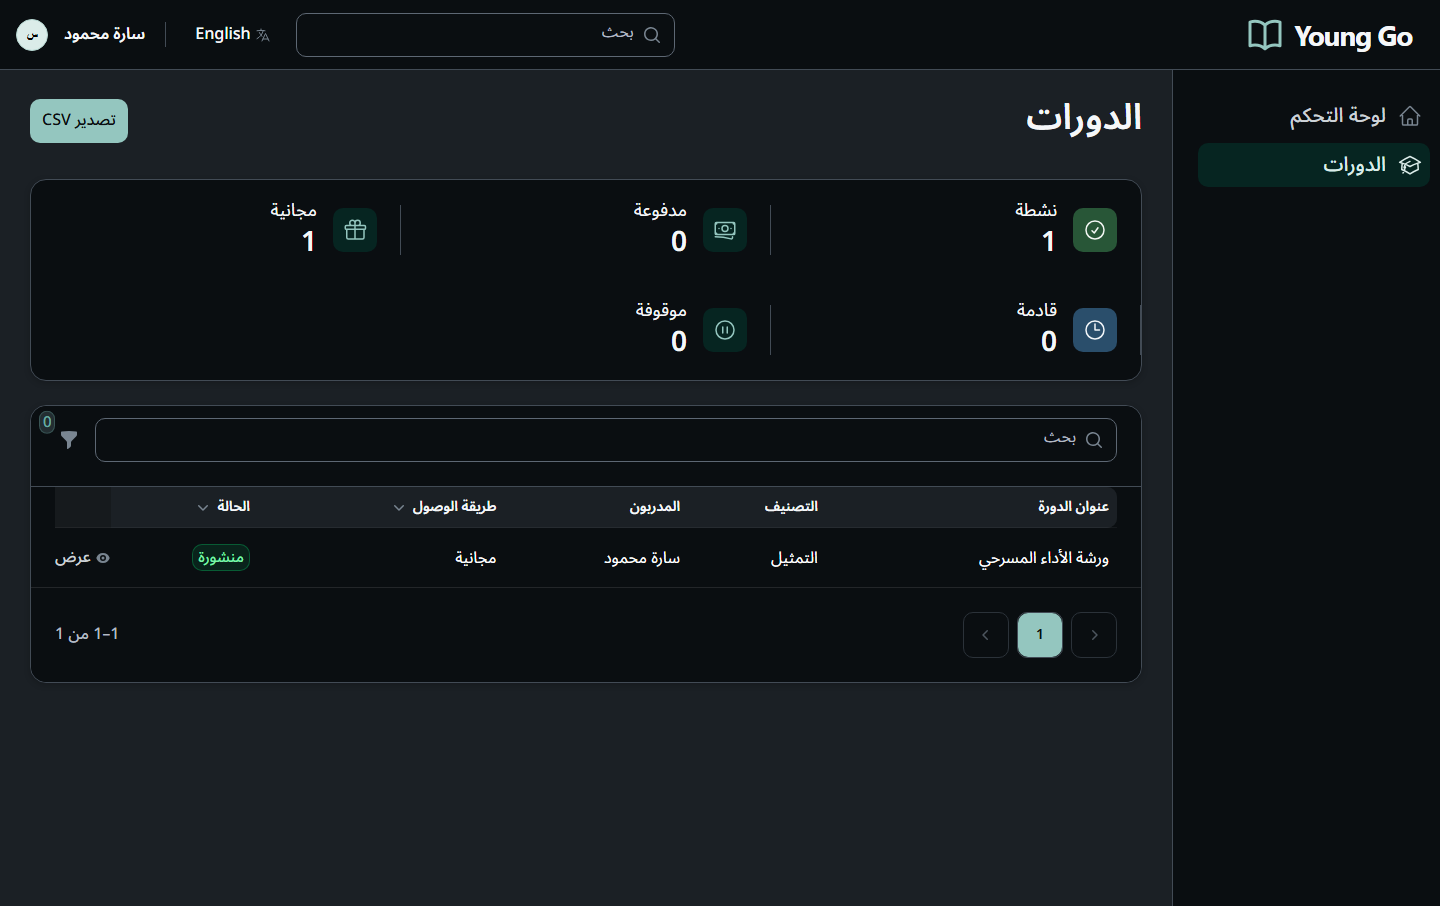 Young Go
بحث
English
سارة محمود
س
لوحة التحكم
الدورات
الدورات
تصدير CSV
نشطة
1
مدفوعة
0
مجانية
1
قادمة
0
موقوفة
0
بحث
0
عنوان الدورة
التصنيف
المدربون
طريقة الوصول
الحالة
ورشة الأداء المسرحي
التمثيل
سارة محمود
مجانية
منشورة
عرض
1
1–1 من 1